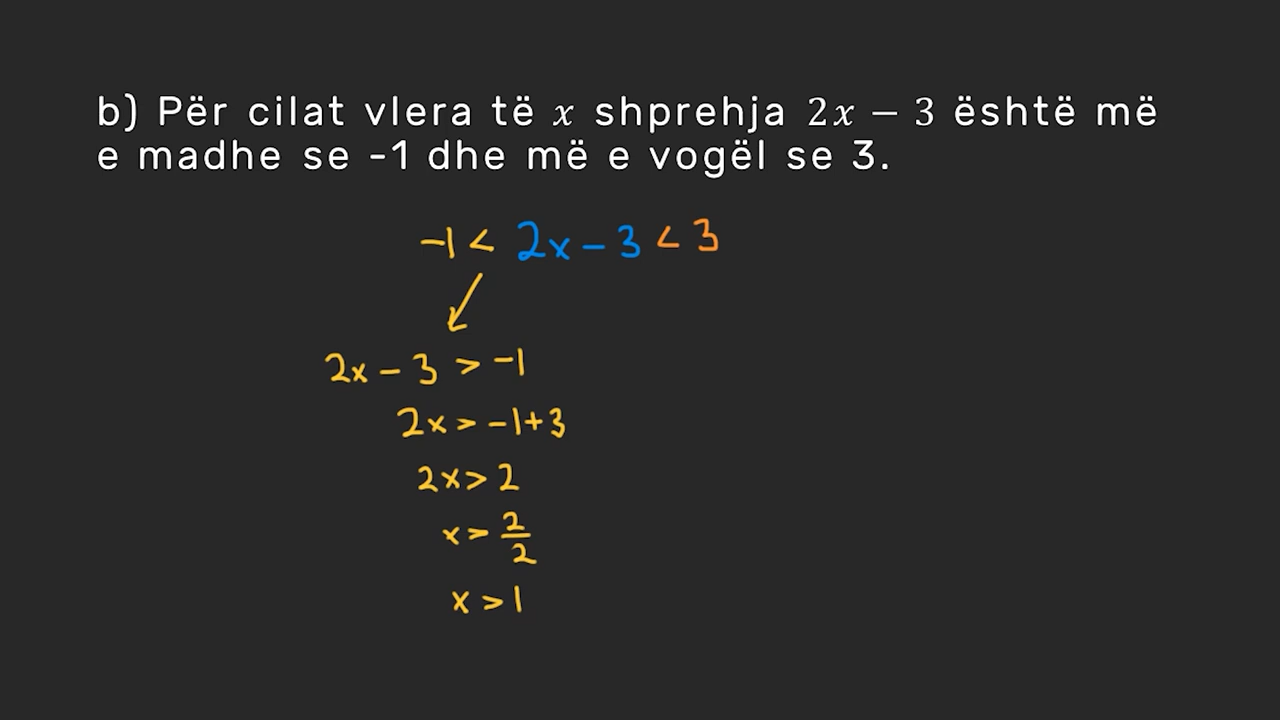 b) Për cilat vlera të x shprehja 2x − 3 është më
e madhe se -1 dhe më e vogël se 3.
-1 < 2x - 3 < 3
2x - 3 > -1
2x > -1+3
2x > 2
x > 2/2
x > 1